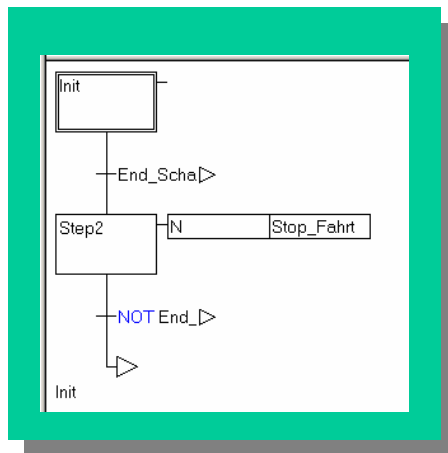 Init
End_Scha
Step2 N Stop_Fahrt
NOT End_
Init